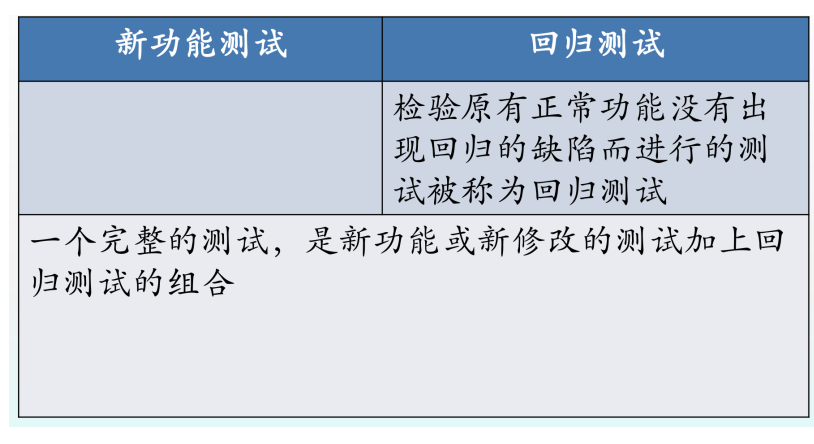 新功能测试
回归测试
检验原有正常功能没有出
现回归的缺陷而进行的测
试被称为回归测试
一个完整的测试，是新功能或新修改的测试加上回
归测试的组合